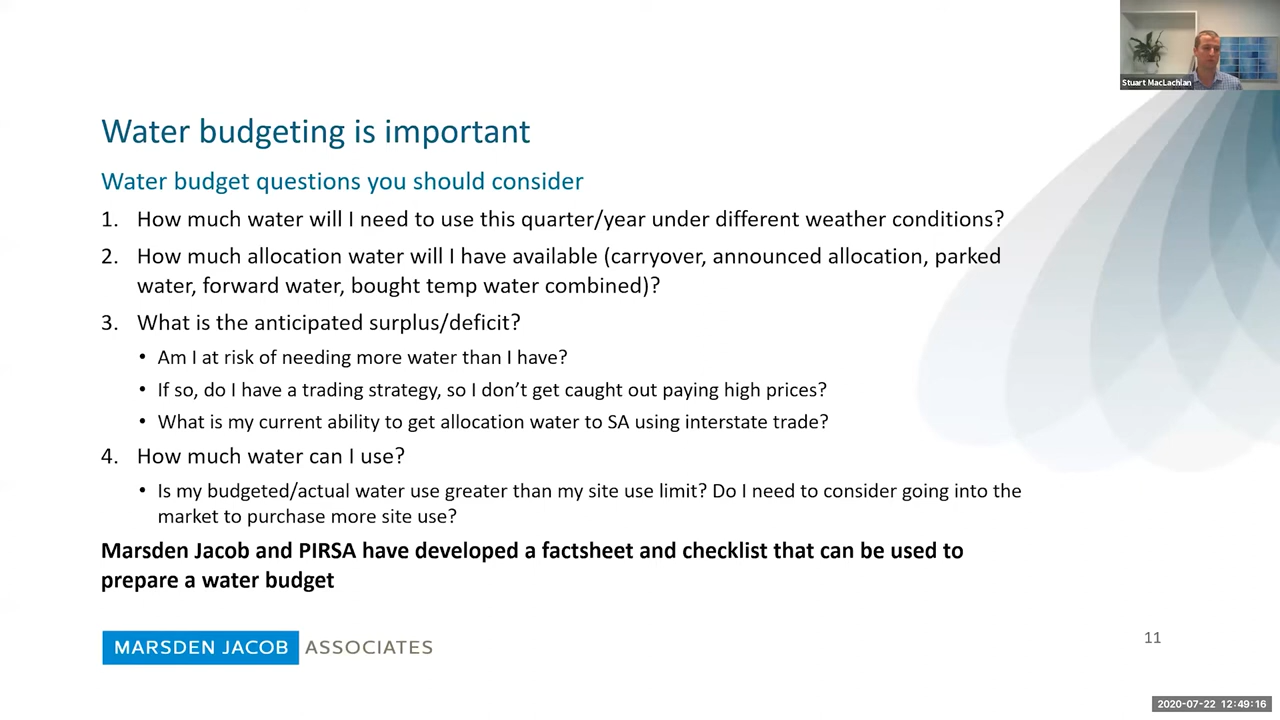 Stuart MacLachlan
Water budgeting is important
Water budget questions you should consider
1. How much water will I need to use this quarter/year under different weather conditions?
2. How much allocation water will I have available (carryover, announced allocation, parked
water, forward water, bought temp water combined)?
3. What is the anticipated surplus/deficit?
• Am I at risk of needing more water than I have?
• If so, do I have a trading strategy, so I don’t get caught out paying high prices?
• What is my current ability to get allocation water to SA using interstate trade?
4. How much water can I use?
• Is my budgeted/actual water use greater than my site use limit? Do I need to consider going into the
market to purchase more site use?
Marsden Jacob and PIRSA have developed a factsheet and checklist that can be used to
prepare a water budget
MARSDEN JACOB ASSOCIATES
11
2020-07-22 12:49:16